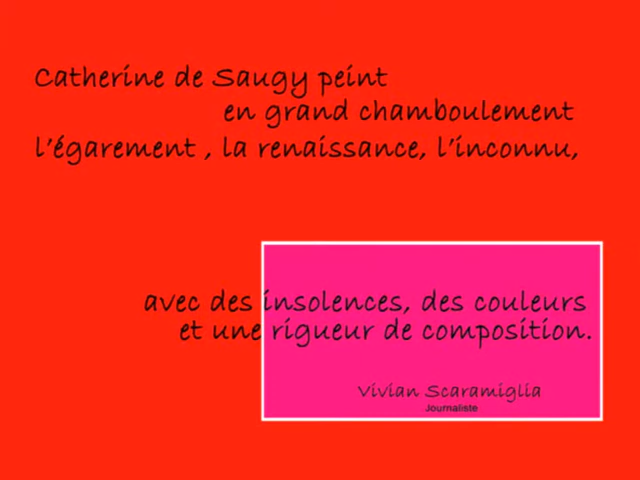 Catherine de Saugy peint
en grand chamboulement
l'égarement , la renaissance, l'inconnu,
avec des insolences, des couleurs
et une rigueur de composition.
Vivian Scaramiglia
Journaliste